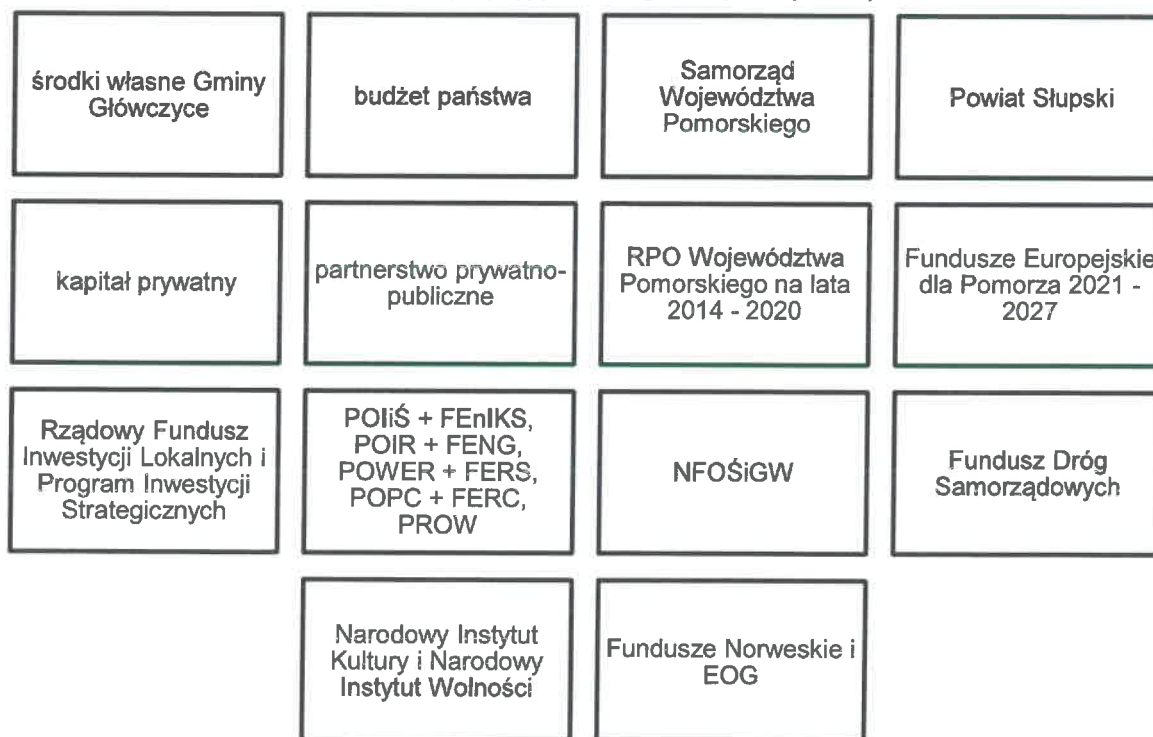 środki własne Gminy
Główczyce
budżet państwa
Samorząd
Województwa
Pomorskiego
Powiat Słupski
kapitał prywatny
partnerstwo prywatno-
publiczne
RPO Województwa
Pomorskiego na lata
2014 - 2020
Fundusze Europejskie
dla Pomorza 2021 -
2027
Rządowy Fundusz
Inwestycji Lokalnych i
Program Inwestycji
Strategicznych
POIiŚ + FEnIKS,
POIR + FENG,
POWER + FERS,
POPC + FERC,
PROW
NFOŚiGW
Fundusz Dróg
Samorządowych
Narodowy Instytut
Kultury i Narodowy
Instytut Wolności
Fundusze Norweskie i
EOG